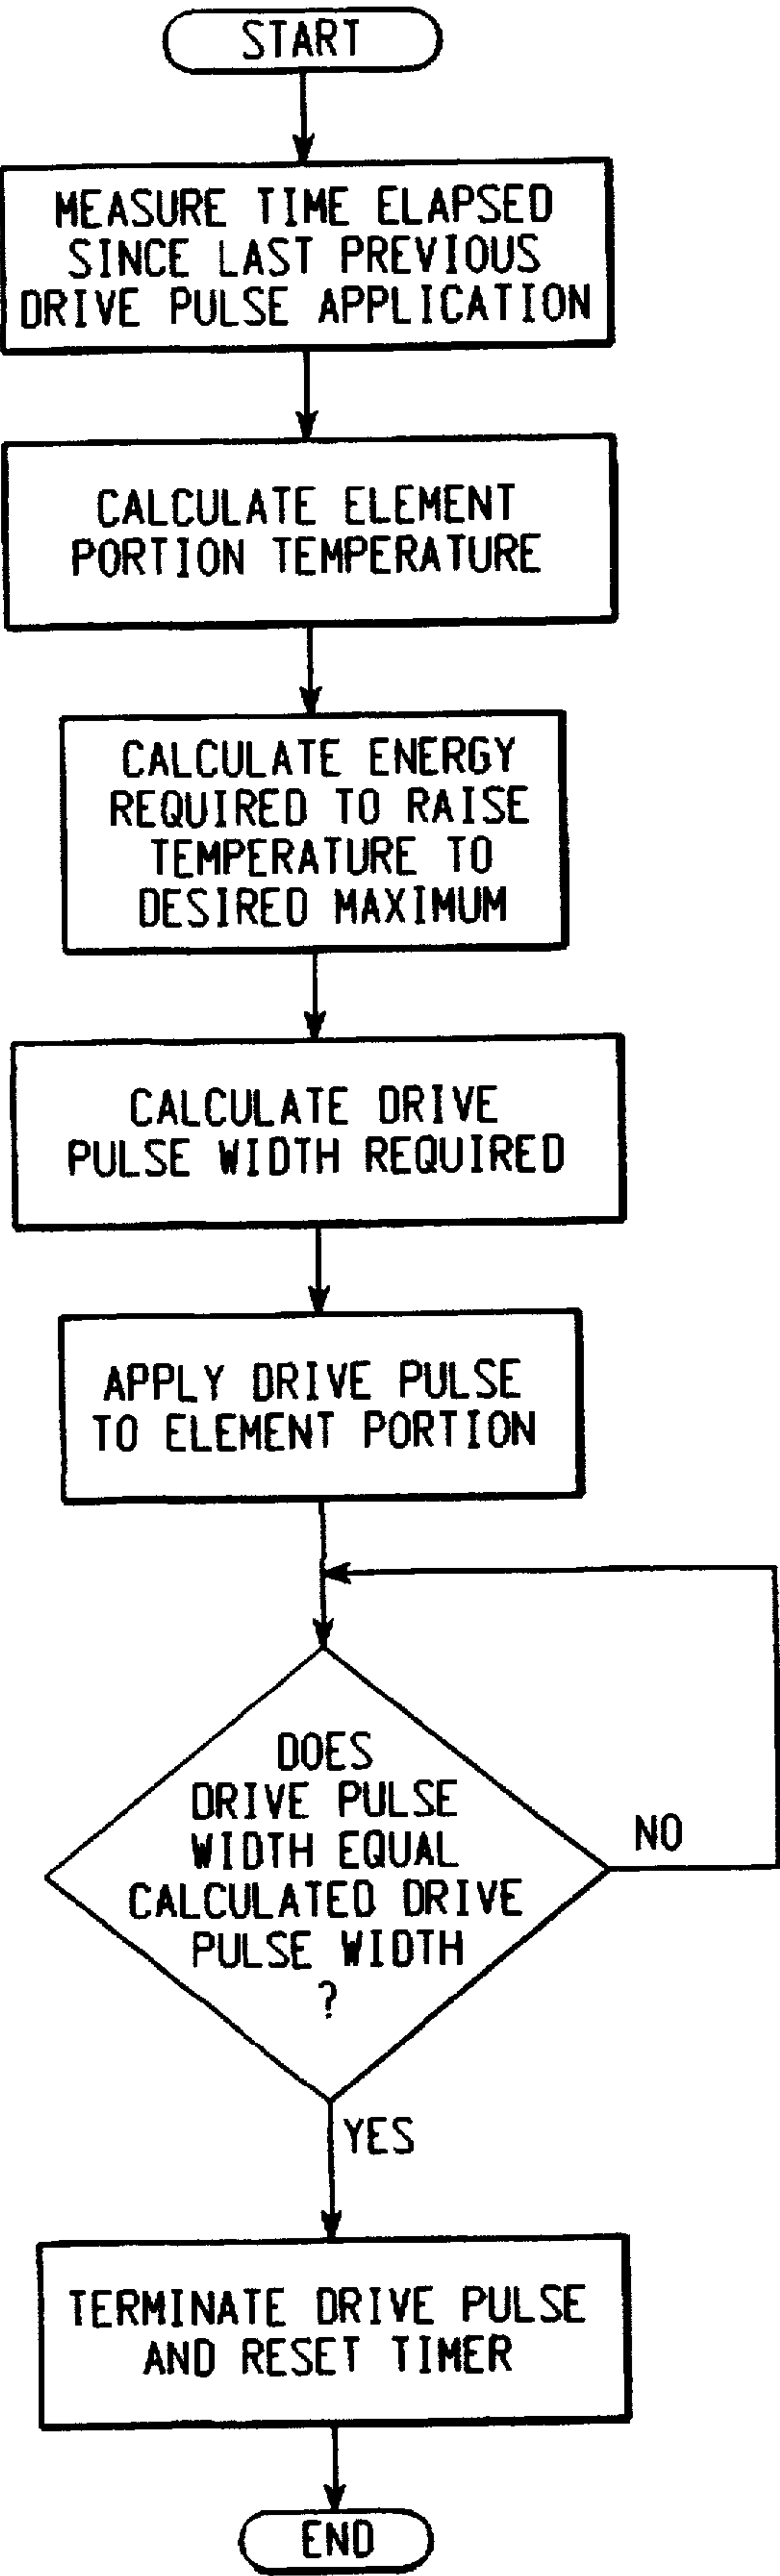 START
MEASURE TIME ELAPSED
SINCE LAST PREVIOUS
DRIVE PULSE APPLICATION
CALCULATE ELEMENT
PORTION TEMPERATURE
CALCULATE ENERGY
REQUIRED TO RAISE
TEMPERATURE TO
DESIRED MAXIMUM
CALCULATE DRIVE
PULSE WIDTH REQUIRED
APPLY DRIVE PULSE
TO ELEMENT PORTION
DOES
DRIVE PULSE
WIDTH EQUAL
CALCULATED DRIVE
PULSE WIDTH
?
NO
YES
TERMINATE DRIVE PULSE
AND RESET TIMER
END